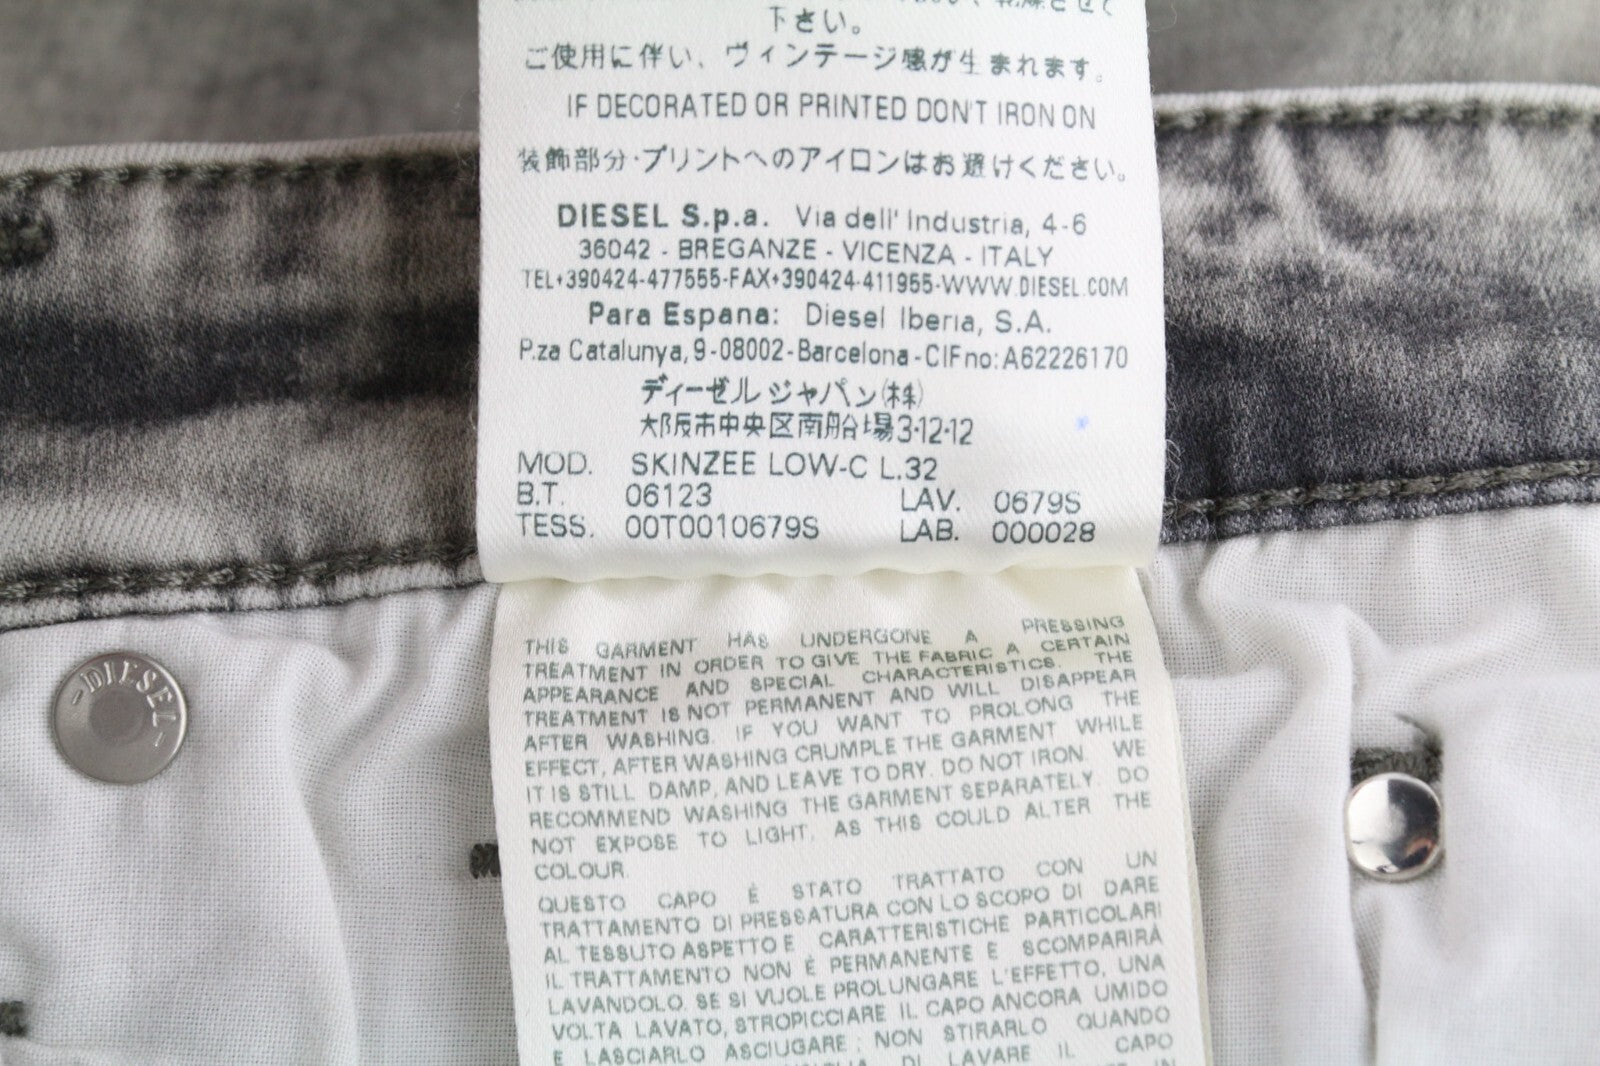 下さい。
ご使用に伴い、ヴィンテージ感が生まれます。
IF DECORATED OR PRINTED DON'T IRON ON
装飾部分・プリントへのアイロンはお避けください。
DIESEL S.p.a. Via dell' Industria, 4-6
36042 - BREGANZE - VICENZA - ITALY
TEL+390424-477555-FAX+390424-411955-WWW.DIESEL.COM
Para Espana: Diesel Iberia, S.A.
P.za Catalunya, 9-08002-Barcelona-CIF no: A62226170
ディーゼル ジャパン(株)
大阪市中央区南船場3-12-12
MOD. SKINZEE LOW-C L.32
B.T. 06123 LAV. 0679S
TESS. 00T0010679S LAB. 000028
THIS GARMENT HAS UNDERGONE A PRESSING
TREATMENT IN ORDER TO GIVE THE FABRIC A CERTAIN
APPEARANCE AND SPECIAL CHARACTERISTICS. THE
TREATMENT IS NOT PERMANENT AND WILL DISAPPEAR
AFTER WASHING. IF YOU WANT TO PROLONG THE
EFFECT, AFTER WASHING CRUMPLE THE GARMENT WHILE
IT IS STILL DAMP, AND LEAVE TO DRY. DO NOT IRON. WE
RECOMMEND WASHING THE GARMENT SEPARATELY. DO
NOT EXPOSE TO LIGHT, AS THIS COULD ALTER THE
COLOUR.
QUESTO CAPO È STATO TRATTATO CON UN
TRATTAMENTO DI PRESSATURA CON LO SCOPO DI DARE
AL TESSUTO ASPETTO E CARATTERISTICHE PARTICOLARI
IL TRATTAMENTO NON È PERMANENTE E SCOMPARIRÀ
LAVANDOLO. SE SI VUOLE PROLUNGARE L'EFFETTO, UNA
VOLTA LAVATO, STROPICCIARE IL CAPO ANCORA UMIDO
E LASCIARLO ASCIUGARE; NON STIRARLO QUANDO
DI LAVARE IL CAPO
IN
-DIESEL-